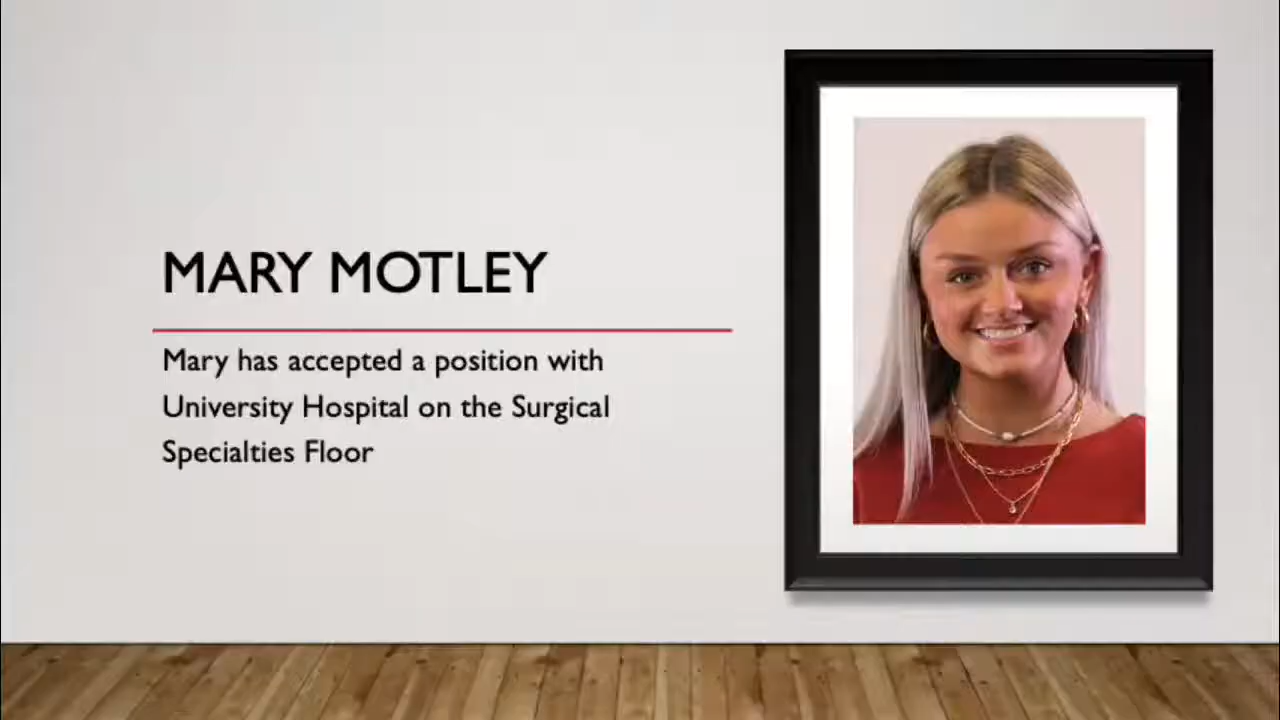 MARY MOTLEY
Mary has accepted a position with
University Hospital on the Surgical
Specialties Floor